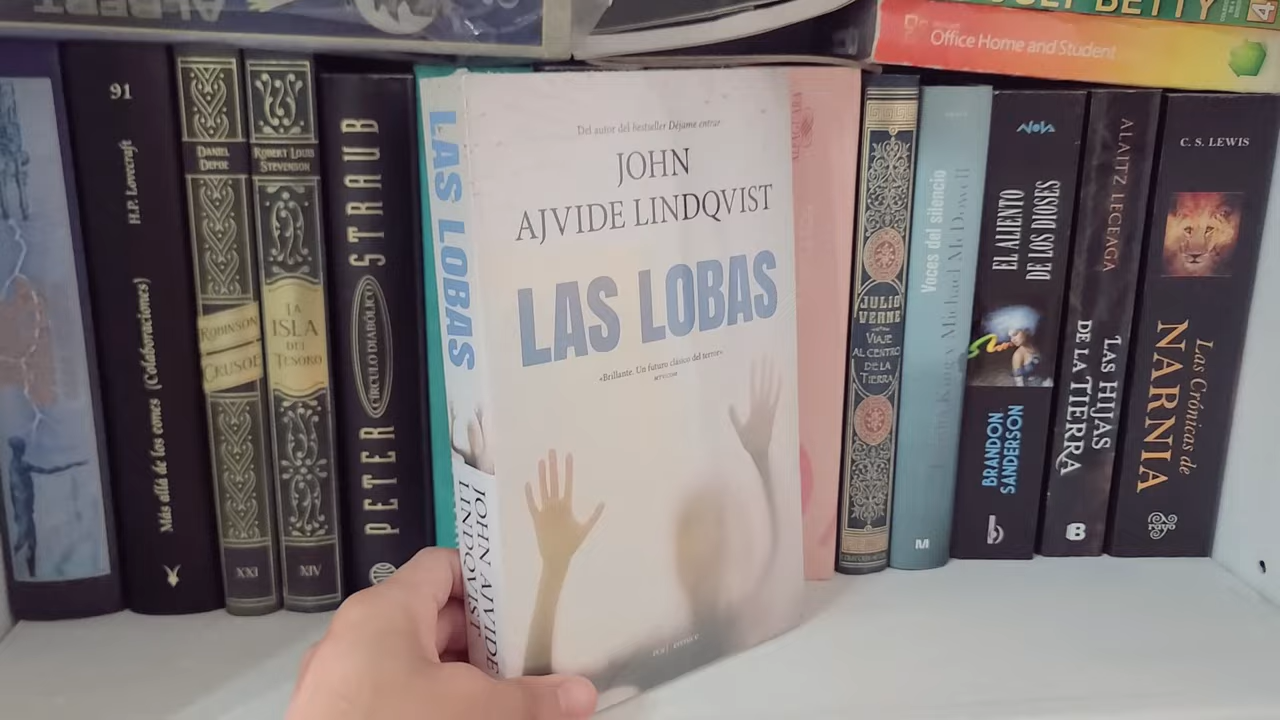 ALBERT
BETTY
4
Office Home and Student
91
H.P. Lovecraft
Más allá de los eones (Colaboraciones)
DANIEL
DEFOE
ROBINSON
CRUSOE
XXI
ROBERT LOUIS
STEVENSON
LA
ISLA
DEL
TESORO
XIV
PETER STRAUB
CIRCULO DIABÓLICO
LAS LOBAS
JOHN AJVIDE
LINDQVIST
Del autor del bestseller Déjame entrar
JOHN
AJVIDE LINDQVIST
LAS LOBAS
«Brillante. Un futuro clásico del terror»
ALFAGUARA
JULIO
VERNE
VIAJE
AL CENTRO
DE LA
TIERRA
Voces del silencio
Michael McDowell
M
NOVA
EL ALIENTO
DE LOS DIOSES
BRANDON
SANDERSON
ALAITZ LECEAGA
LAS HIJAS
DE LA TIERRA
B
C. S. LEWIS
Las Crónicas de
NARNIA
rayo